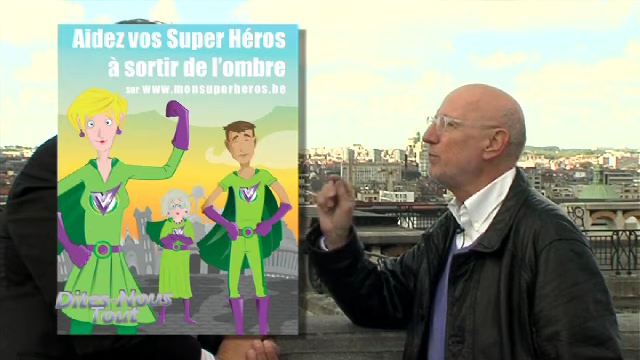 Aidez vos Super Héros
à sortir de l'ombre
sur www.monsuperheros.be
Dites-Nous
Tout